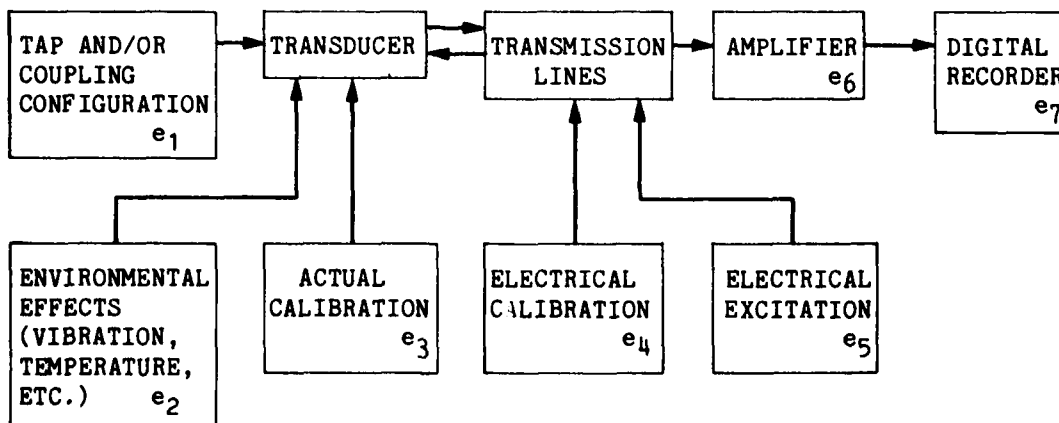 TAP AND/OR
COUPLING
CONFIGURATION
e1
TRANSDUCER
TRANSMISSION
LINES
AMPLIFIER
e6
DIGITAL
RECORDER
e7
ENVIRONMENTAL
EFFECTS
(VIBRATION,
TEMPERATURE,
ETC.) e2
ACTUAL
CALIBRATION
e3
ELECTRICAL
CALIBRATION
e4
ELECTRICAL
EXCITATION
e5